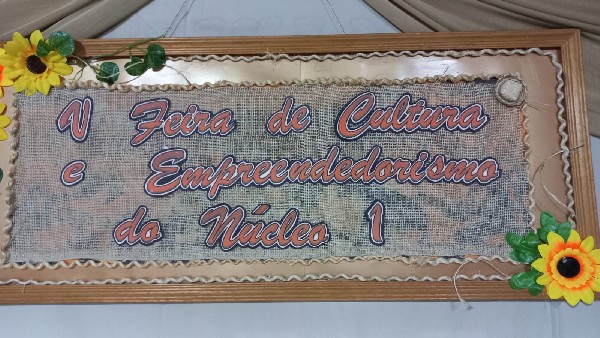 V Feira de Cultura
e Empreendedorismo
do Núcleo 1